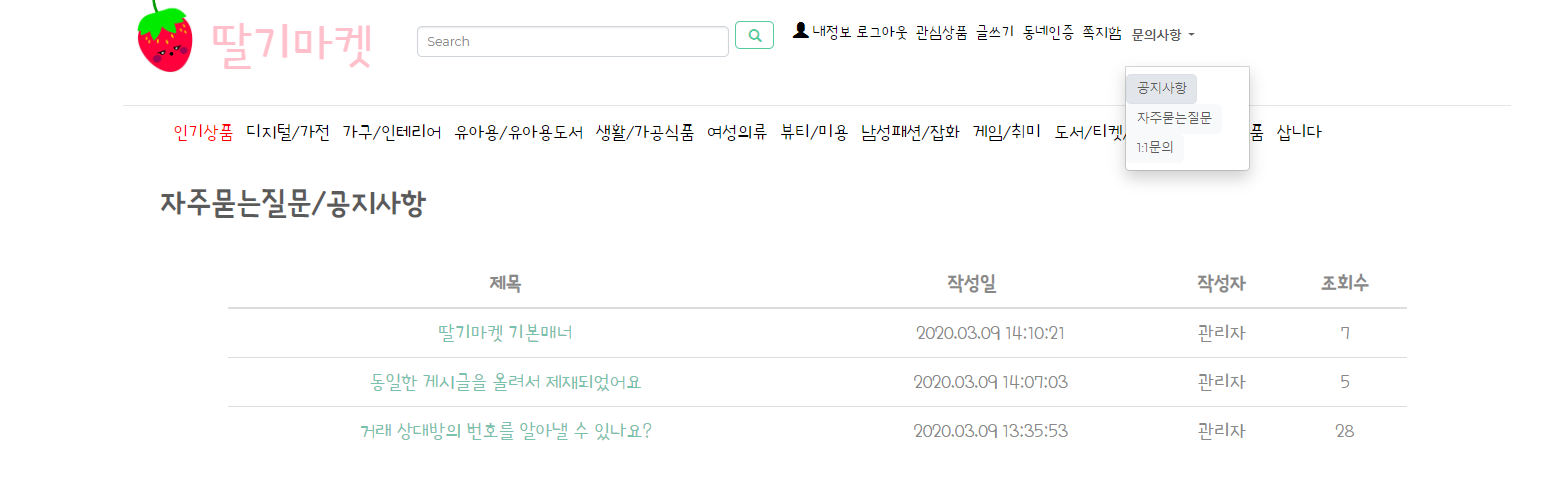 딸기마켓
Search
내정보 로그아웃 관심상품 글쓰기 동네인증 쪽지함 문의사항
공지사항
자주묻는질문
1:1문의
인기상품 디지털/가전 가구/인테리어 유아용/유아용도서 생활/가공식품 여성의류 뷰티/미용 남성패션/잡화 게임/취미 도서/티켓/ 품 삽니다
자주묻는질문/공지사항
제목 작성일 작성자 조회수
딸기마켓 기본매너 2020.03.09 14:10:21 관리자 7
동일한 게시글을 올려서 제재되었어요 2020.03.09 14:07:03 관리자 5
거래 상대방의 번호를 알아낼 수 있나요? 2020.03.09 13:35:53 관리자 28